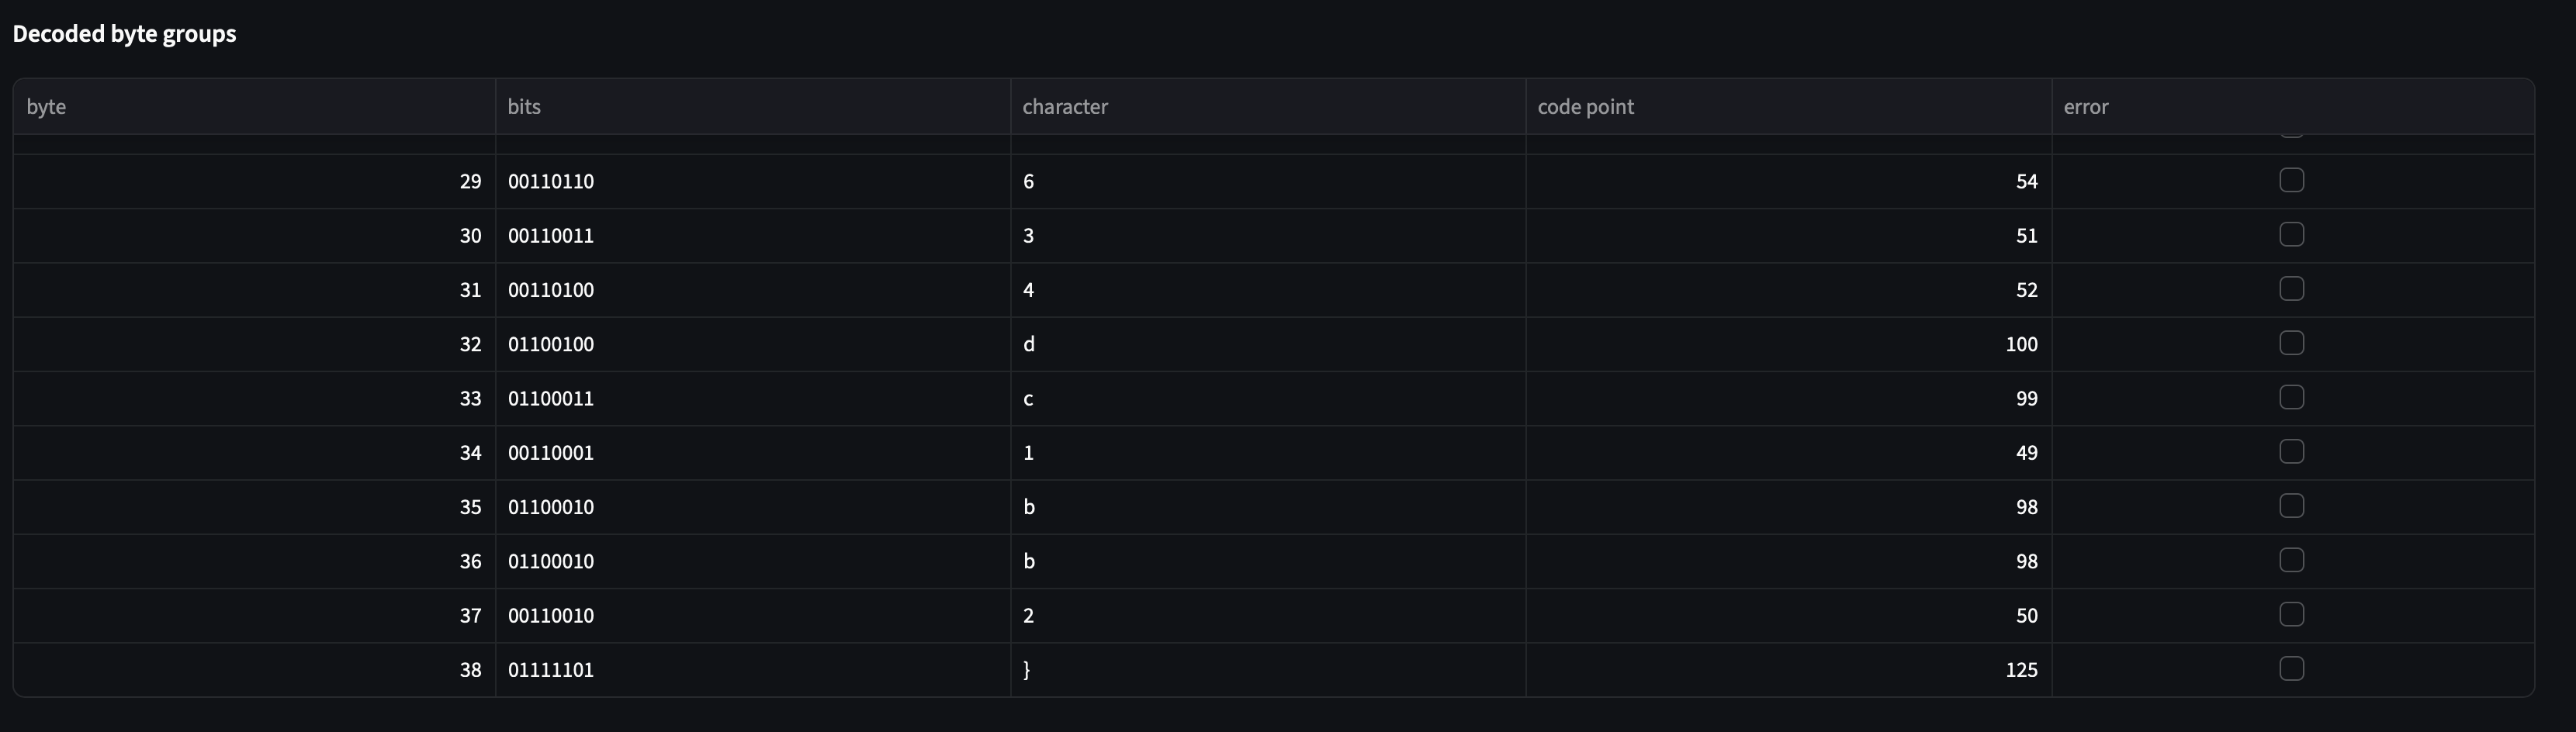 Decoded byte groups
byte bits character code point error
29 00110110 6 54
30 00110011 3 51
31 00110100 4 52
32 01100100 d 100
33 01100011 c 99
34 00110001 1 49
35 01100010 b 98
36 01100010 b 98
37 00110010 2 50
38 01111101 } 125